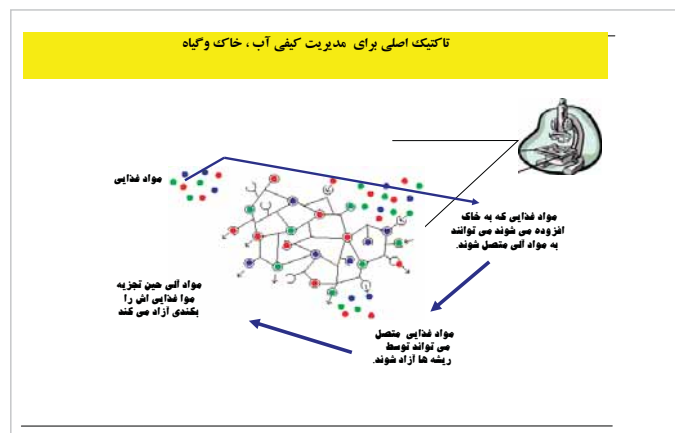 تاکتیک اصلی برای مدیریت کیفی آب ، خاک وگیاه
مواد غذایی
مواد غذایی که به خاک
افزوده می شوند می توانند
به مواد آلی متصل شوند.
مواد غذایی متصل
می تواند توسط
ریشه ها آزاد شوند.
مواد آلی حین تجزیه
موا غذایی اش را
بکندی آزاد می کند